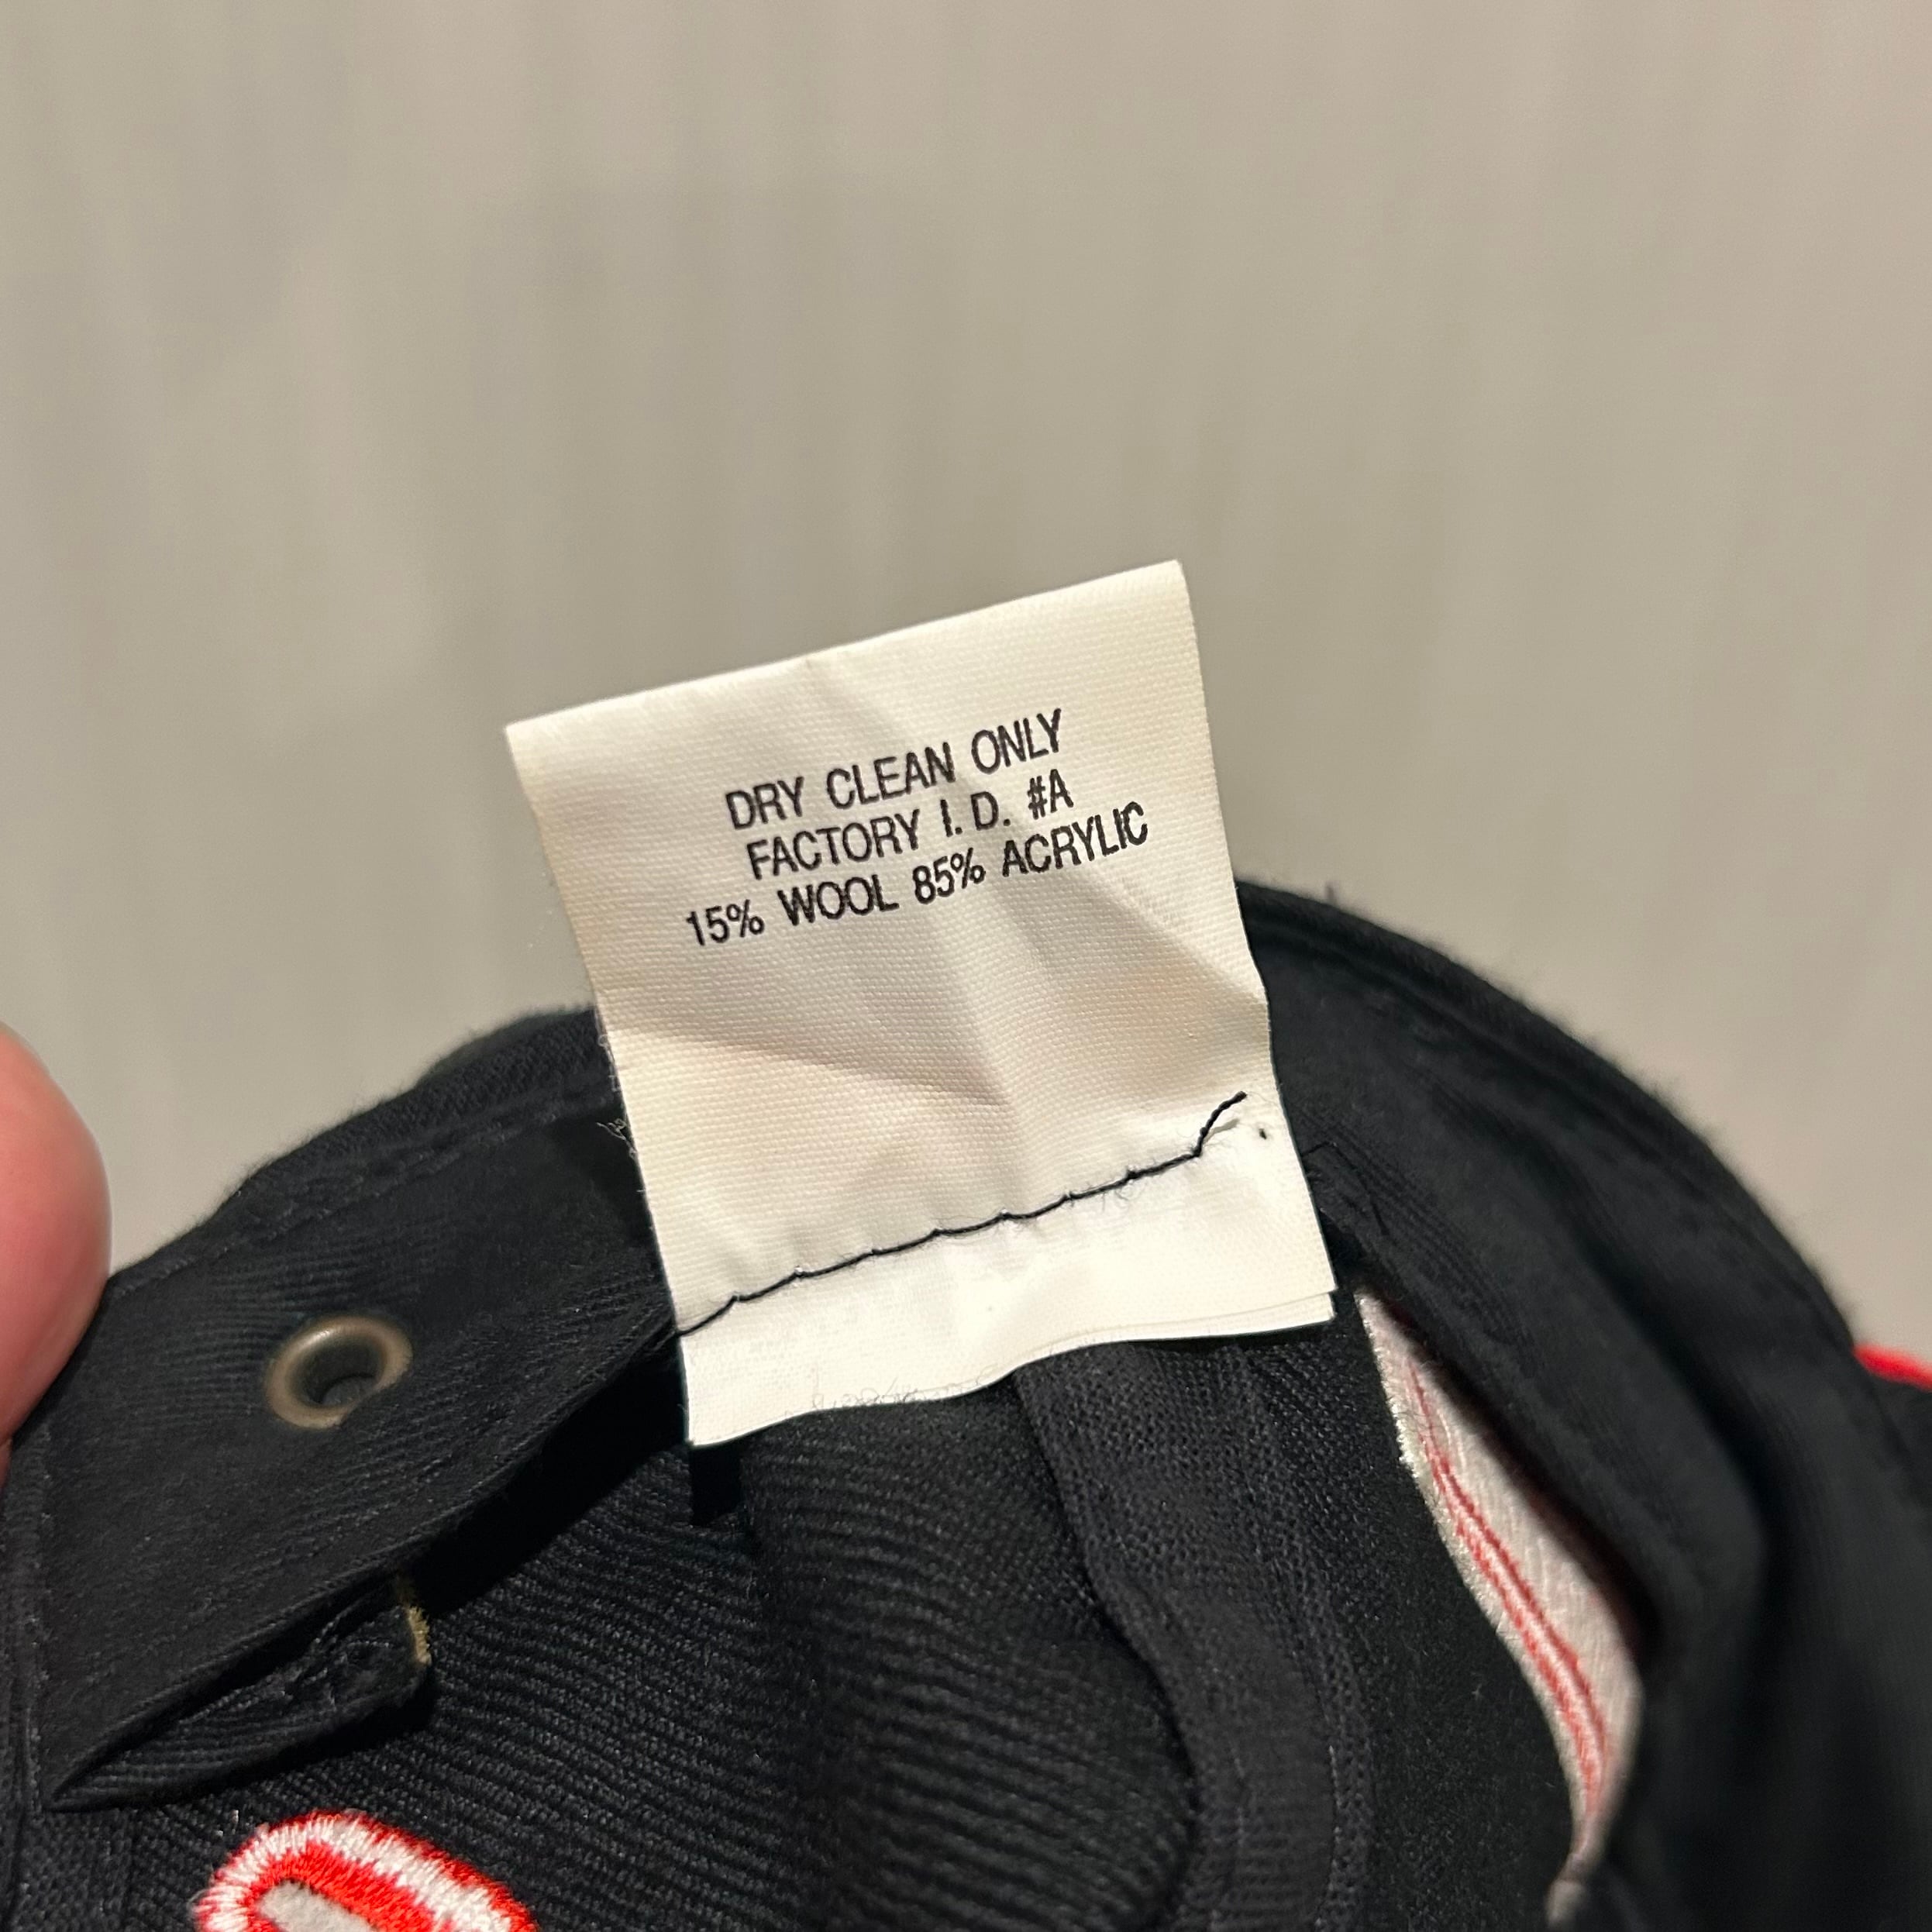 DRY CLEAN ONLY
FACTORY I. D. #A
15% WOOL 85% ACRYLIC